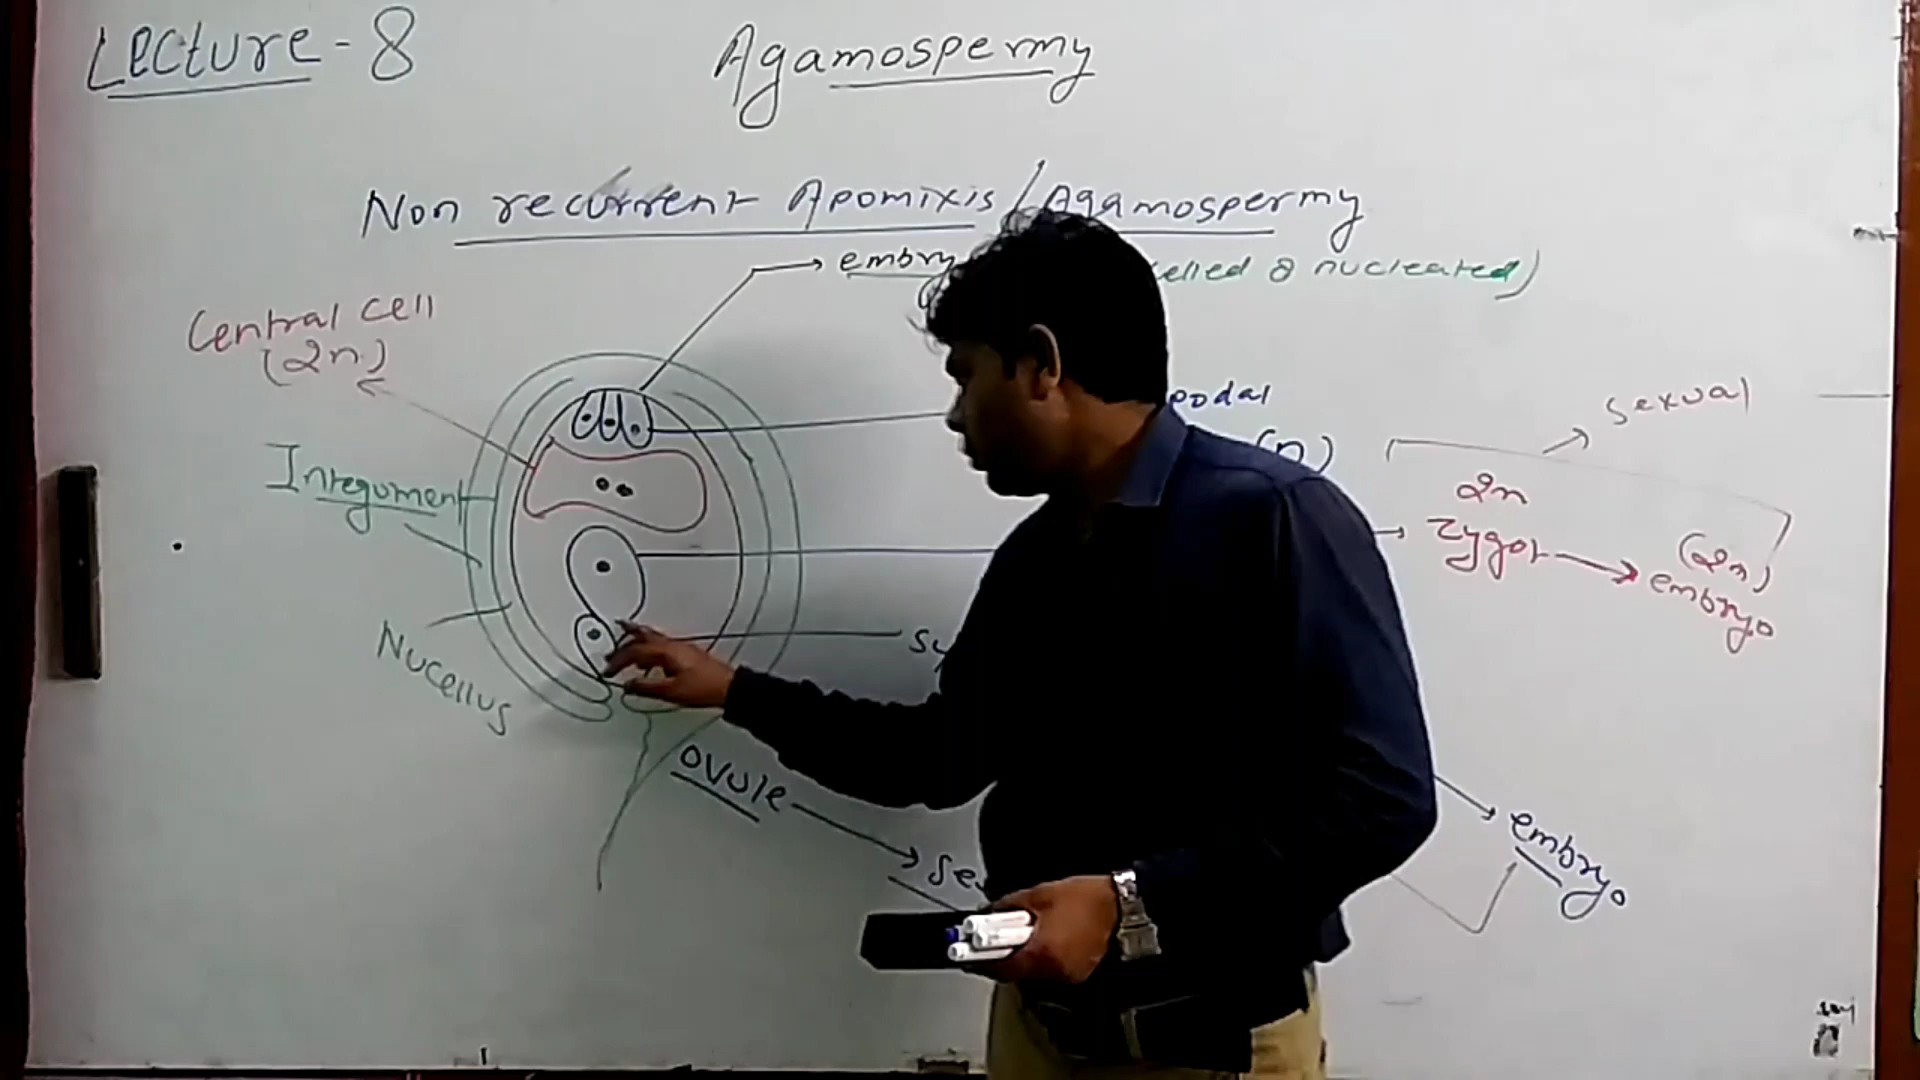 Lecture - 8
Agamospermy
Non recurrent Apomixis / Agamospermy
embry
celled 8 nucleated)
Central cell
(2n)
podal
(n)
Sexual
Integument
2n
Zygot
(2n)
embryo
Nucellus
Sy
Ovule
Se
embryo